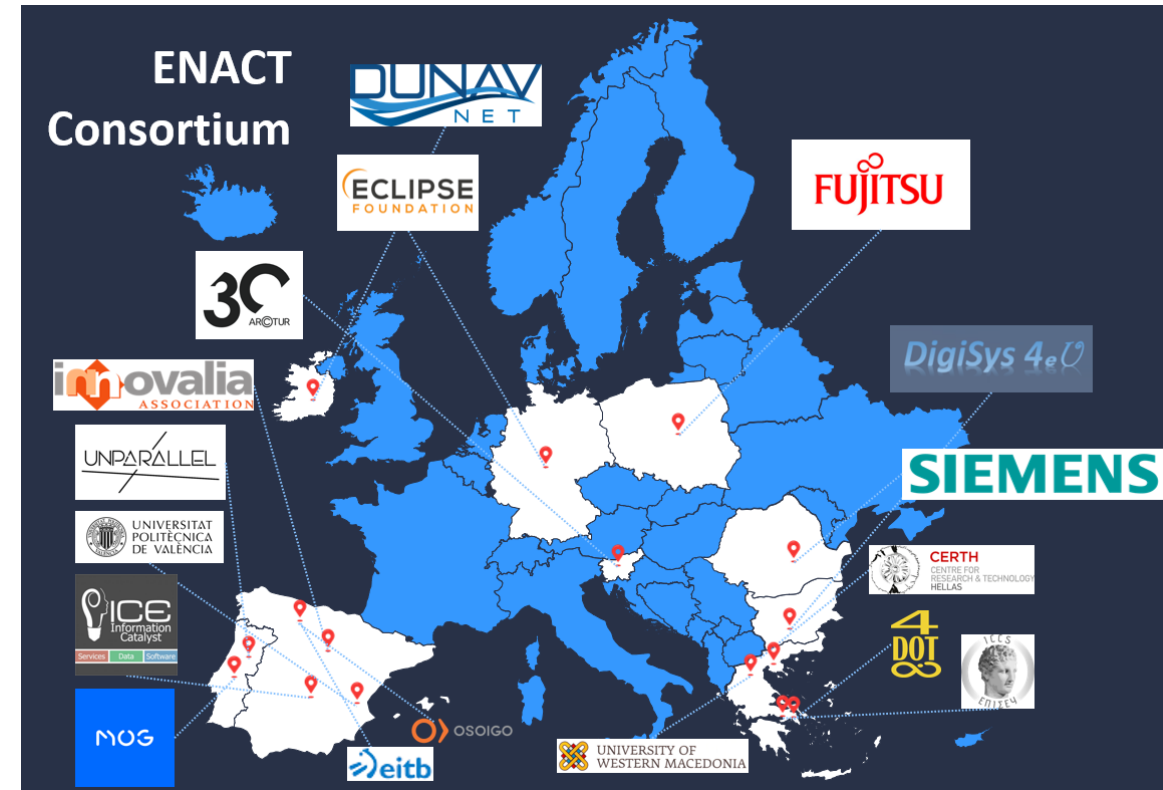 ENACT
Consortium
DUNAV
NET
ECLIPSE
FOUNDATION
FUJITSU
3C
ARCTUR
innovalia
ASSOCIATION
DigiSys 4eU
UNPARALLEL
SIEMENS
UNIVERSITAT
POLITÈCNICA
DE VALÈNCIA
CERTH
CENTRE FOR
RESEARCH & TECHNOLOGY
HELLAS
ICE
Information
Catalyst
Services Data Software
4
DOT
ICCS
ΕΠΙΣΕΥ
MOG
OSOIGO
eitb
UNIVERSITY OF
WESTERN MACEDONIA